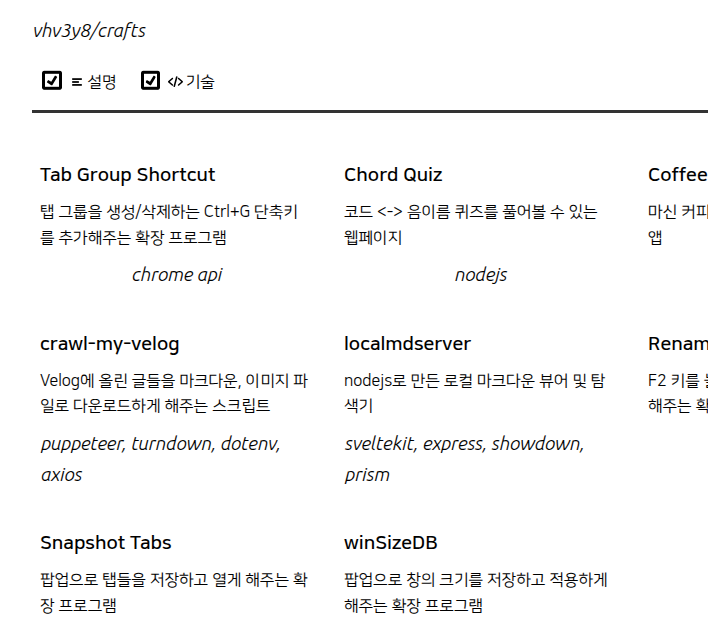 vhv3y8/crafts
설명 기술
Tab Group Shortcut
탭 그룹을 생성/삭제하는 Ctrl+G 단축키
를 추가해주는 확장 프로그램
chrome api
Chord Quiz
코드 <-> 음이름 퀴즈를 풀어볼 수 있는
웹페이지
nodejs
Coffee
마신 커피
앱
crawl-my-velog
Velog에 올린 글들을 마크다운, 이미지 파
일로 다운로드하게 해주는 스크립트
puppeteer, turndown, dotenv,
axios
localmdserver
nodejs로 만든 로컬 마크다운 뷰어 및 탐
색기
sveltekit, express, showdown,
prism
Renam
F2 키를
해주는 확
Snapshot Tabs
팝업으로 탭들을 저장하고 열게 해주는 확
장 프로그램
winSizeDB
팝업으로 창의 크기를 저장하고 적용하게
해주는 확장 프로그램